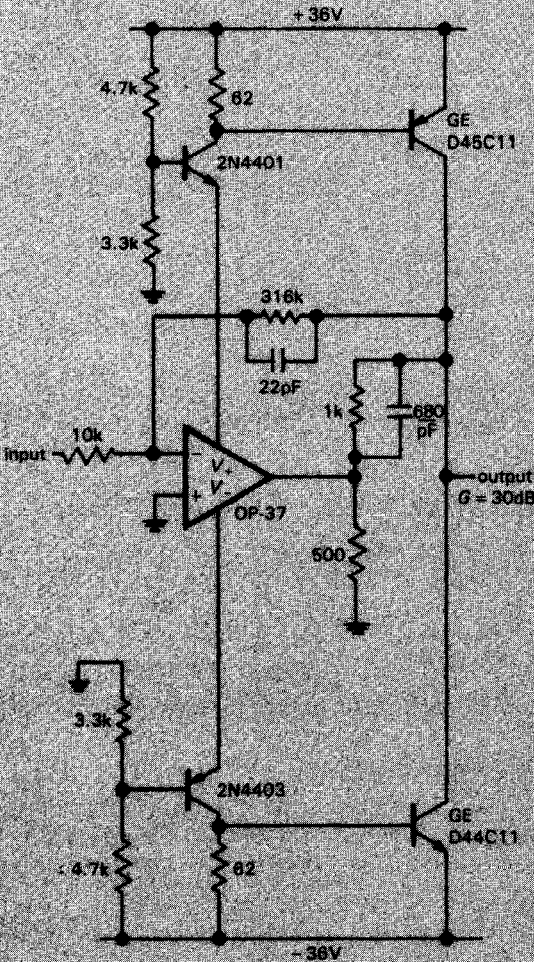 + 36V
4.7k
62
GE
D45C11
2N4401
3.3k
316k
22pF
1k
680
pF
input
10k
−
V+
+
V−
OP-37
output
G = 30dB
500
3.3k
2N4403
GE
D44C11
4.7k
62
− 36V